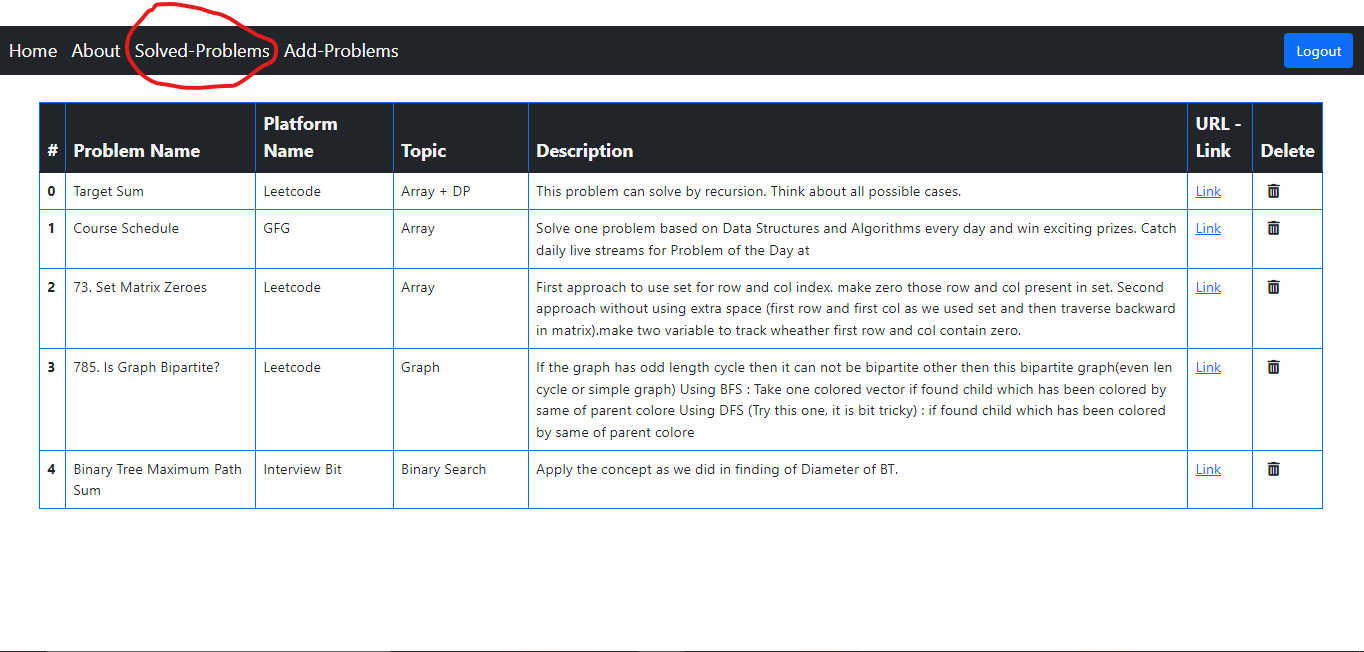 Home About Solved-Problems Add-Problems Logout
# Problem Name Platform Name Topic Description URL - Link Delete
0 Target Sum Leetcode Array + DP This problem can solve by recursion. Think about all possible cases. Link
1 Course Schedule GFG Array Solve one problem based on Data Structures and Algorithms every day and win exciting prizes. Catch Link
daily live streams for Problem of the Day at
2 73. Set Matrix Zeroes Leetcode Array First approach to use set for row and col index. make zero those row and col present in set. Second Link
approach without using extra space (first row and first col as we used set and then traverse backward
in matrix).make two variable to track wheather first row and col contain zero.
3 785. Is Graph Bipartite? Leetcode Graph If the graph has odd length cycle then it can not be bipartite other then this bipartite graph(even len Link
cycle or simple graph) Using BFS : Take one colored vector if found child which has been colored by
same of parent colore Using DFS (Try this one, it is bit tricky) : if found child which has been colored
by same of parent colore
4 Binary Tree Maximum Path Interview Bit Binary Search Apply the concept as we did in finding of Diameter of BT. Link
Sum